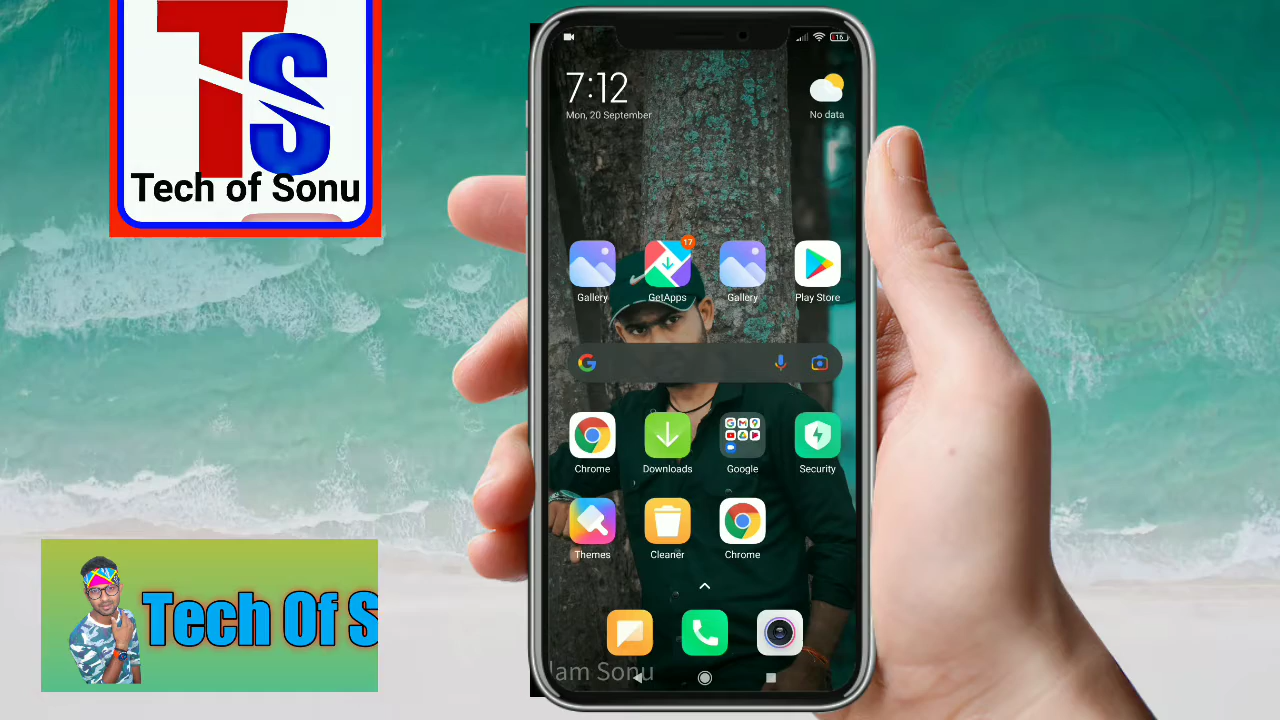 TS
Tech of Sonu
Tech Of S
16
7:12
Mon, 20 September
No data
17
Gallery
GetApps
Gallery
Play Store
G
Chrome
Downloads
Google
Security
Themes
Cleaner
Chrome
Iam Sonu